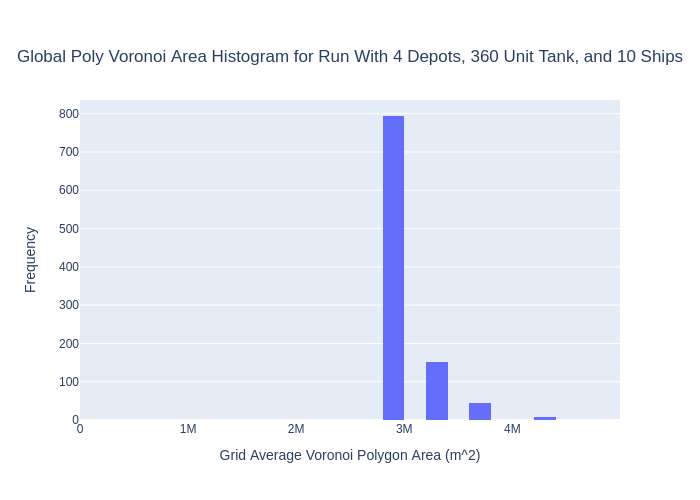 Global Poly Voronoi Area Histogram for Run With 4 Depots, 360 Unit Tank, and 10 Ships
800
700
600
500
400
300
200
100
0
Frequency
0 1M 2M 3M 4M
Grid Average Voronoi Polygon Area (m^2)